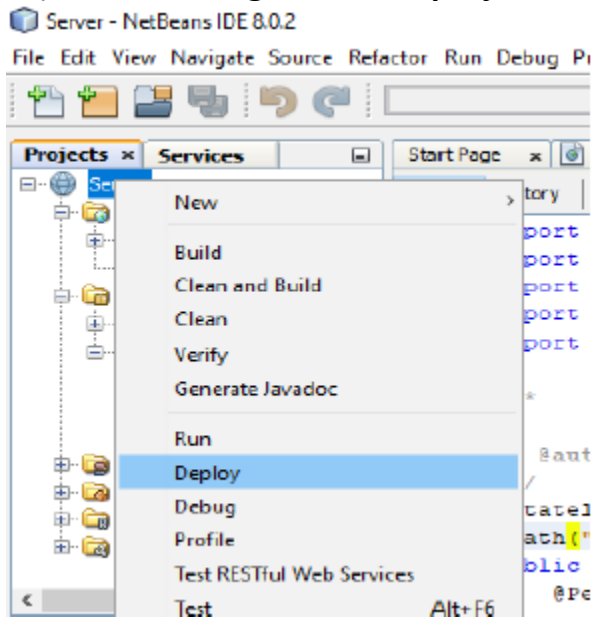 Server - NetBeans IDE 8.0.2
File Edit View Navigate Source Refactor Run Debug
Projects × Services
Start Page ×
Se
New >
tory
port
Build
port
Clean and Build
port
Clean
port
Verify
port
Generate Javadoc
*
Run
@aut
Deploy
/
Debug
Profile
ath("
Test RESTful Web Services
blic
@Pe
Test Alt+F6